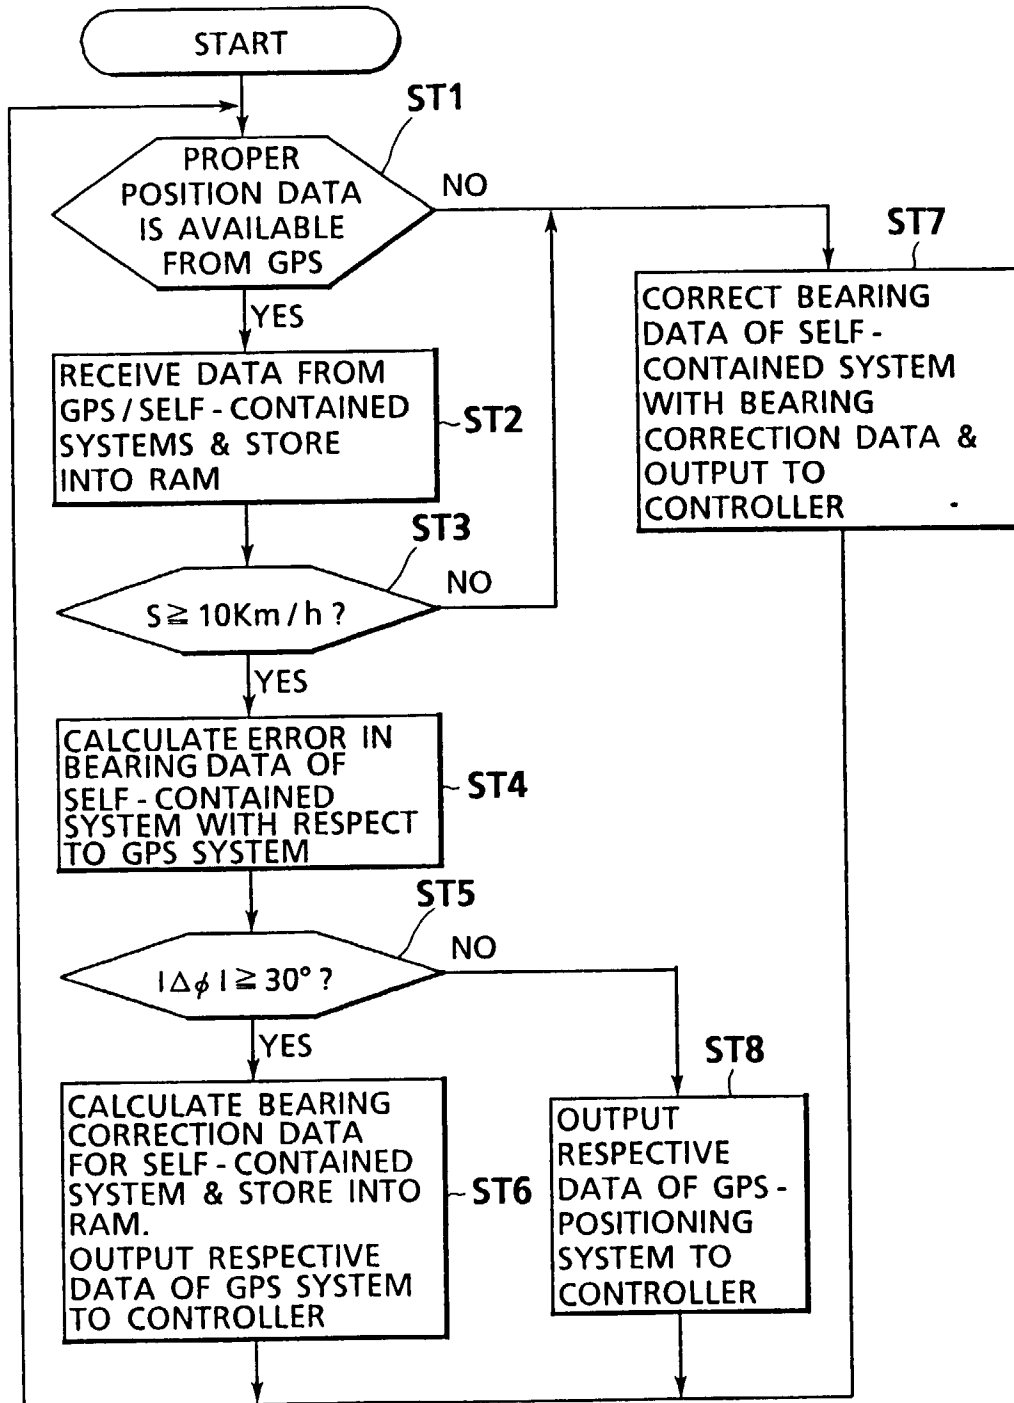 START
ST1
PROPER
POSITION DATA
IS AVAILABLE
FROM GPS
NO
YES
ST7
CORRECT BEARING
DATA OF SELF-
CONTAINED SYSTEM
WITH BEARING
CORRECTION DATA &
OUTPUT TO
CONTROLLER
RECEIVE DATA FROM
GPS/SELF-CONTAINED
SYSTEMS & STORE
INTO RAM
ST2
ST3
S≧10Km/h?
NO
YES
CALCULATE ERROR IN
BEARING DATA OF
SELF-CONTAINED
SYSTEM WITH RESPECT
TO GPS SYSTEM
ST4
ST5
|Δφ|≧30°?
NO
YES
ST8
CALCULATE BEARING
CORRECTION DATA
FOR SELF-CONTAINED
SYSTEM & STORE INTO
RAM.
OUTPUT RESPECTIVE
DATA OF GPS SYSTEM
TO CONTROLLER
ST6
OUTPUT
RESPECTIVE
DATA OF GPS-
POSITIONING
SYSTEM TO
CONTROLLER